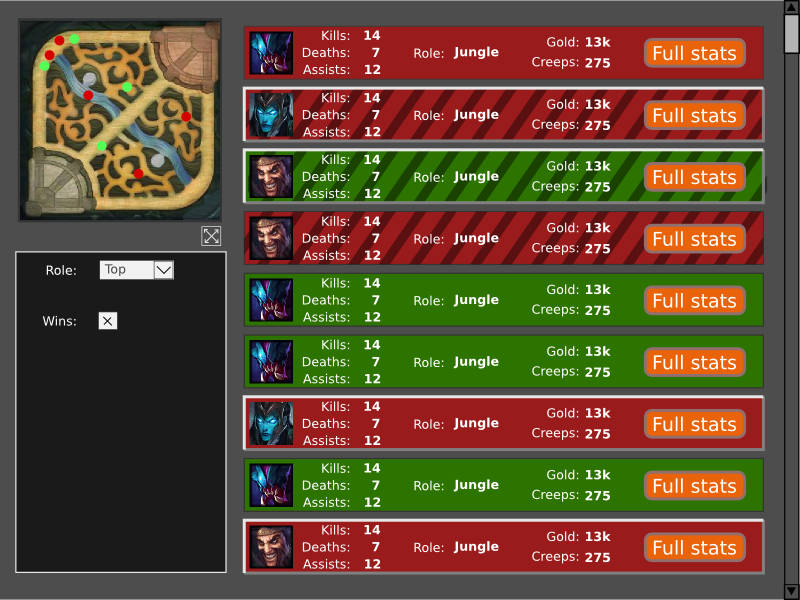 Role: Top
Wins:
Kills: 14
Deaths: 7
Assists: 12
Role: Jungle
Gold: 13k
Creeps: 275
Full stats
Kills: 14
Deaths: 7
Assists: 12
Role: Jungle
Gold: 13k
Creeps: 275
Full stats
Kills: 14
Deaths: 7
Assists: 12
Role: Jungle
Gold: 13k
Creeps: 275
Full stats
Kills: 14
Deaths: 7
Assists: 12
Role: Jungle
Gold: 13k
Creeps: 275
Full stats
Kills: 14
Deaths: 7
Assists: 12
Role: Jungle
Gold: 13k
Creeps: 275
Full stats
Kills: 14
Deaths: 7
Assists: 12
Role: Jungle
Gold: 13k
Creeps: 275
Full stats
Kills: 14
Deaths: 7
Assists: 12
Role: Jungle
Gold: 13k
Creeps: 275
Full stats
Kills: 14
Deaths: 7
Assists: 12
Role: Jungle
Gold: 13k
Creeps: 275
Full stats
Kills: 14
Deaths: 7
Assists: 12
Role: Jungle
Gold: 13k
Creeps: 275
Full stats